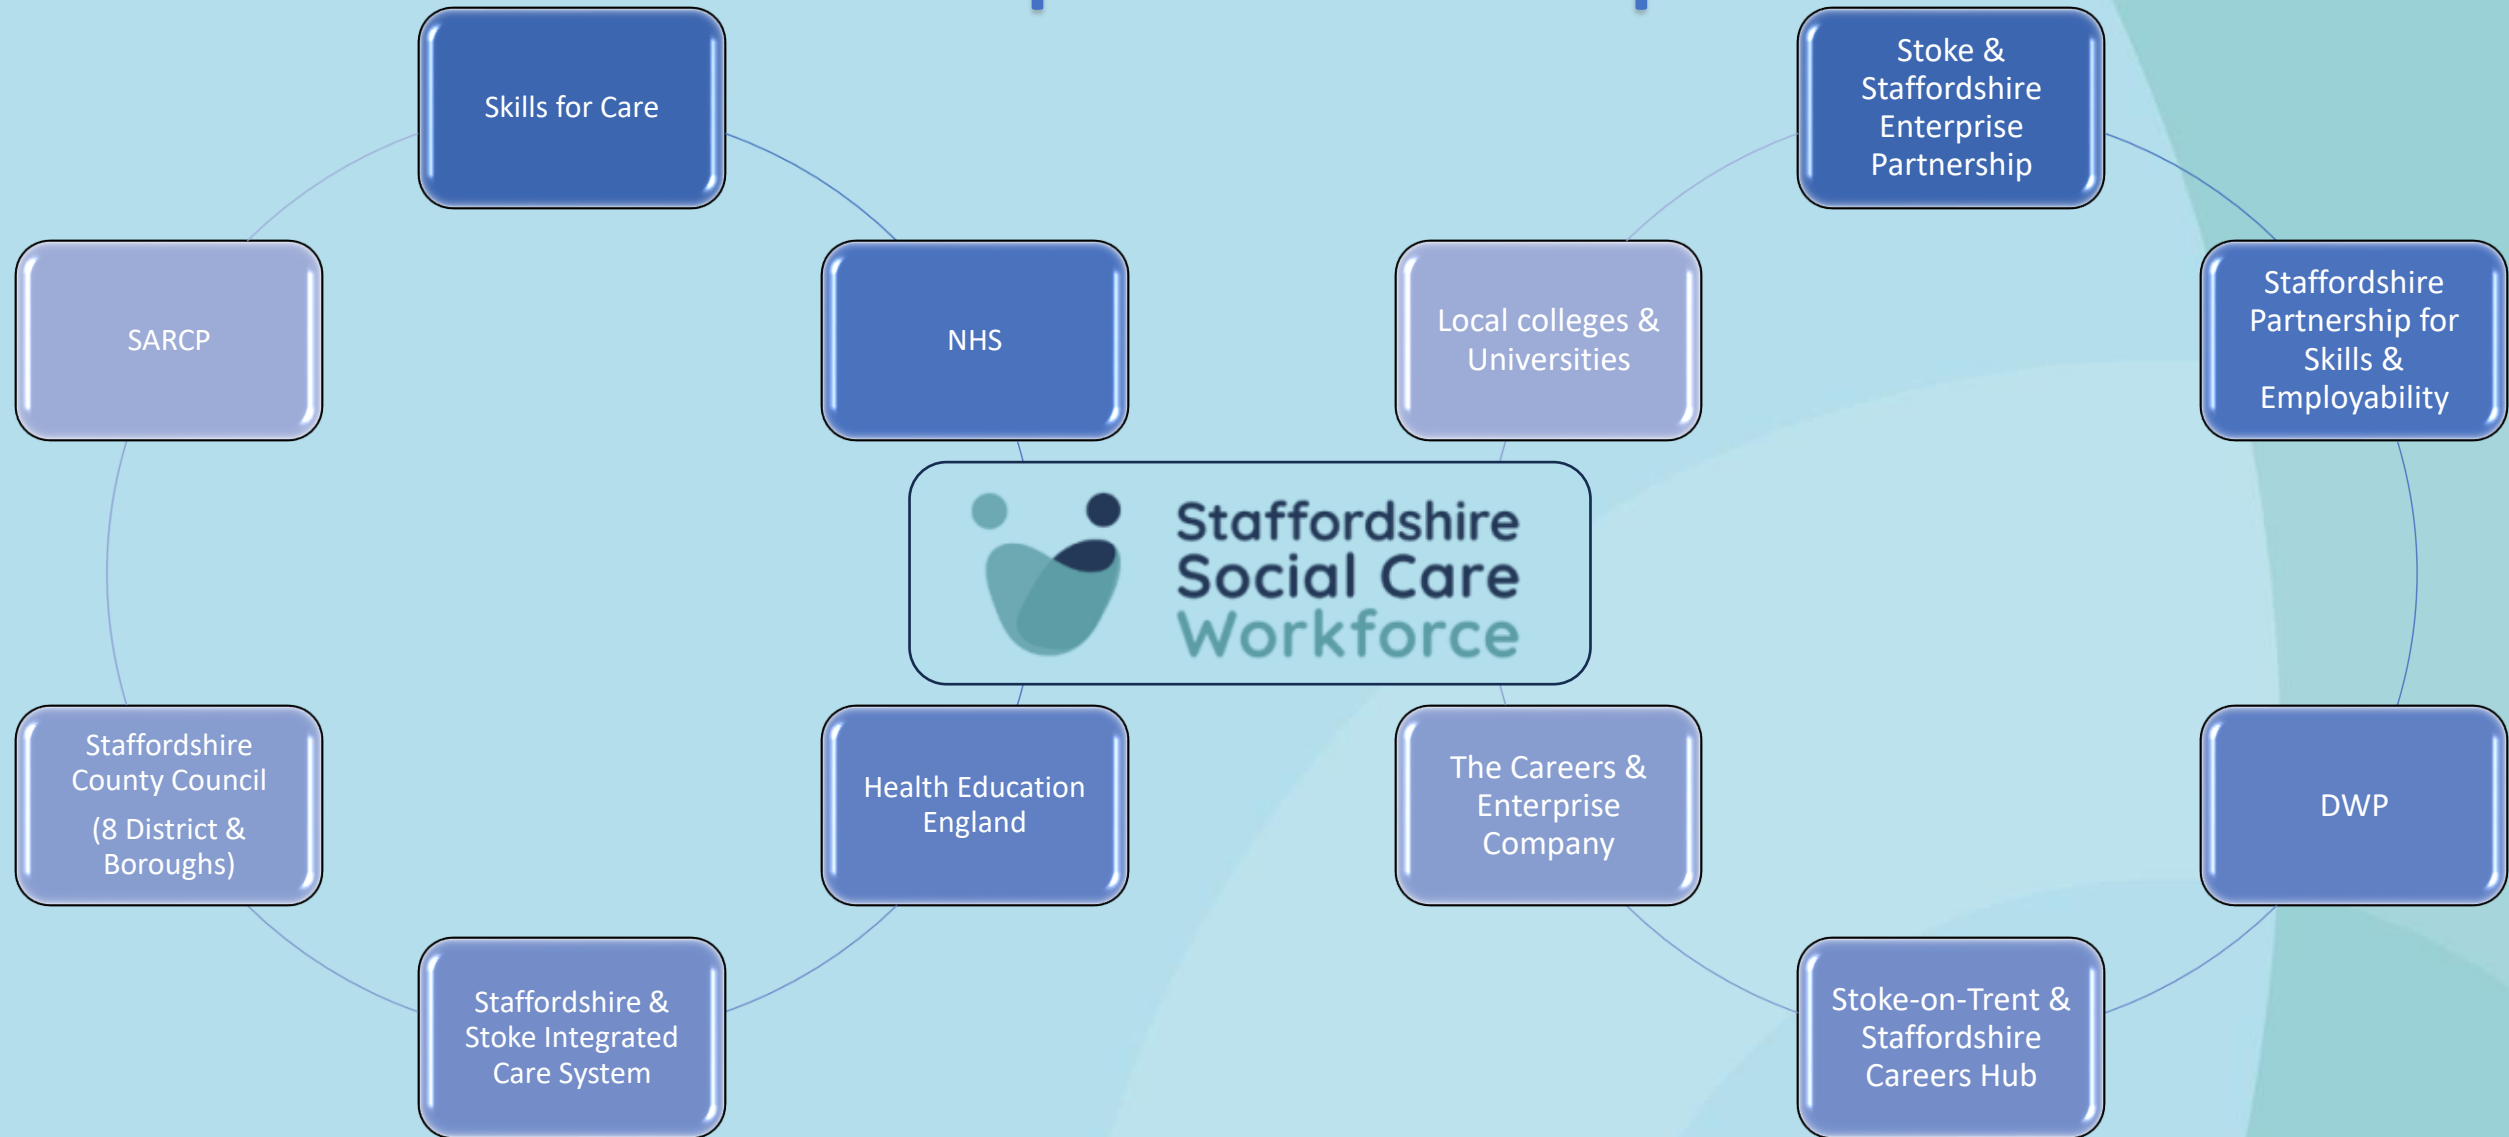 Skills for Care
NHS
Health Education
England
Staffordshire &
Stoke Integrated
Care System
Staffordshire
County Council
(8 District &
Boroughs)
SARCP
Staffordshire
Social Care
Workforce
Stoke &
Staffordshire
Enterprise
Partnership
Staffordshire
Partnership for
Skills &
Employability
DWP
Stoke-on-Trent &
Staffordshire
Careers Hub
The Careers &
Enterprise
Company
Local colleges &
Universities